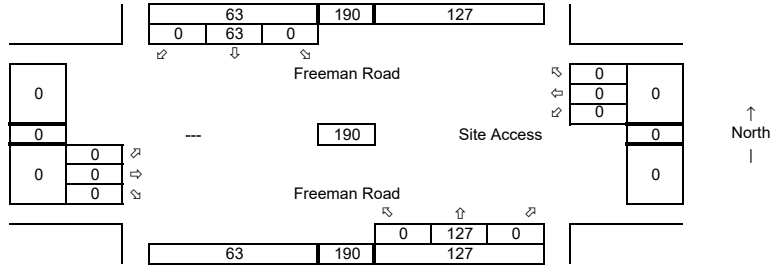 63 190 127
0 63 0
⬃ ⇩ ⬂
Freeman Road
⬁ 0
0 ⇦ 0 0
⬃ 0
↑
0 --- 190 Site Access 0 North
|
0 ⬀
0 0 ⇨ 0
0 ⬂
Freeman Road
⬁ ⇧ ⬀
0 127 0
63 190 127